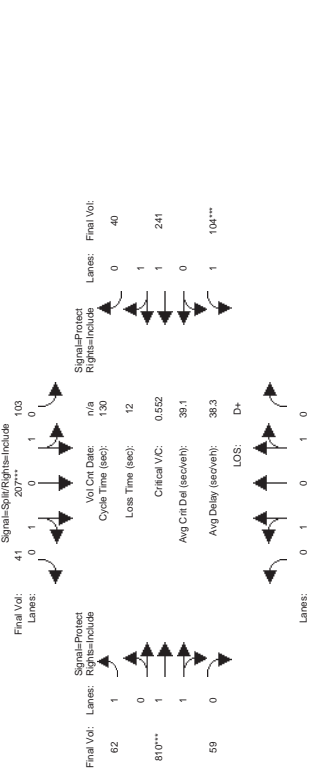 Signal=Split/Rights=Include
Final Vol: 41 207*** 103
Lanes: 0 1 0 1 0
Signal=Protect Signal=Protect
Final Vol: Lanes: Rights=Include Vol Cnt Date: n/a Rights=Include Lanes: Final Vol:
Cycle Time (sec): 130
62 1 0 40
Loss Time (sec): 12
0 1
810*** 1 Critical V/C: 0.552 1 241
1 Avg Crit Del (sec/veh): 39.1 0
59 0 Avg Delay (sec/veh): 38.3 1 104***
LOS: D+
Lanes: 0 1 0 1 0